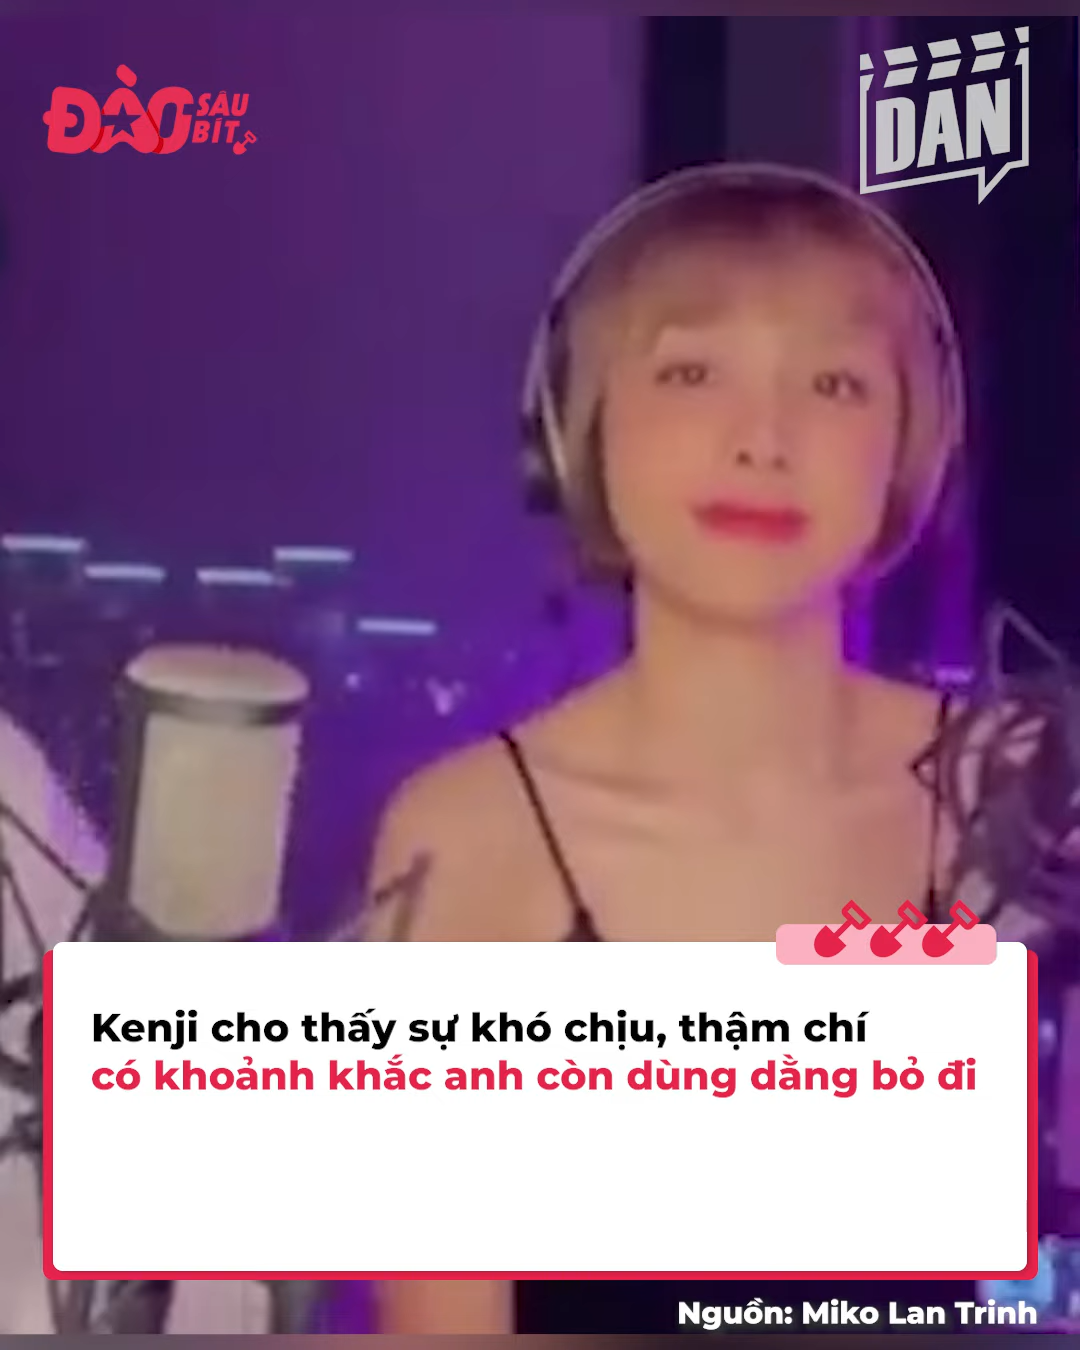 ĐÀO SÂU
BÍT
DAN
Kenji cho thấy sự khó chịu, thậm chí
có khoảnh khắc anh còn dùng dằng bỏ đi
Nguồn: Miko Lan Trinh